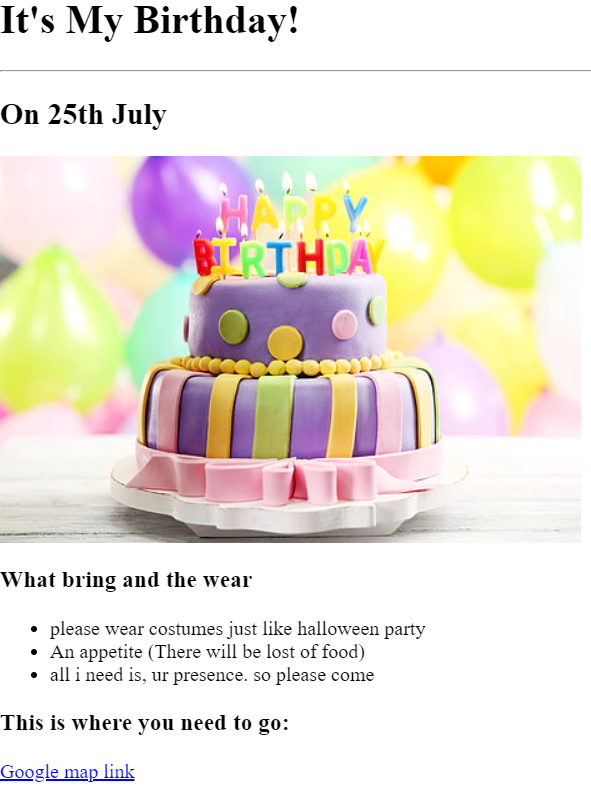 It's My Birthday!
On 25th July
HAPPY
BIRTHDAY
What bring and the wear
please wear costumes just like halloween party
An appetite (There will be lost of food)
all i need is, ur presence. so please come
This is where you need to go:
Google map link